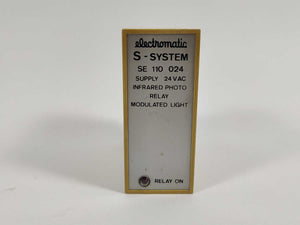 electromatic
S-SYSTEM
SE 110 024
SUPPLY 24 VAC
INFRARED PHOTO
RELAY
MODULATED LIGHT
RELAY ON